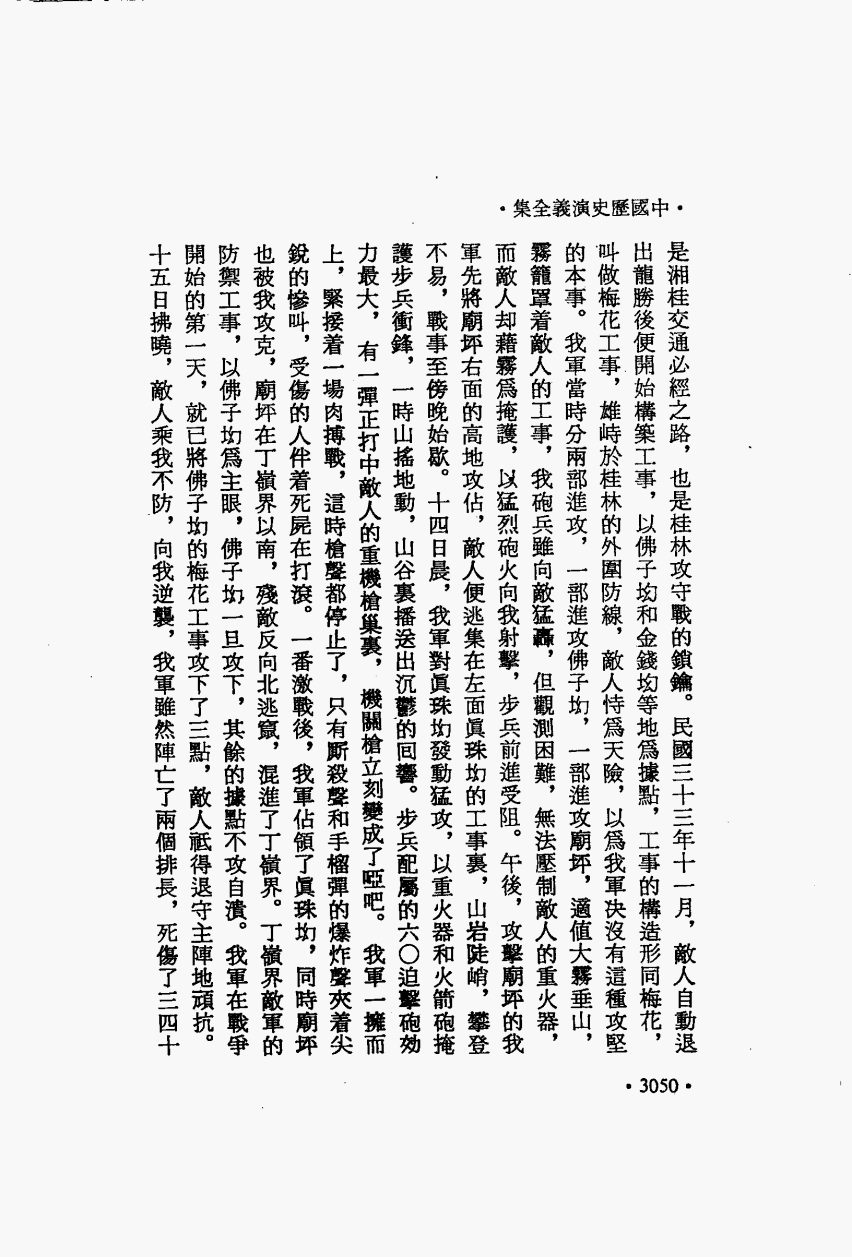 •中國歷史演義全集•
是湘桂交通必經之路，也是桂林攻守戰的鎖鑰。民國三十三年十一月，敵人自動退
出龍勝後便開始構築工事，以佛子坳和金錢坳等地爲據點，工事的構造形同梅花，
叫做梅花工事，雄峙於桂林的外圍防線，敵人恃爲天險，以爲我軍決沒有這種攻堅
的本事。我軍當時分兩部進攻，一部進攻佛子坳，一部進攻廟坪，適值大霧垂山，
霧籠罩着敵人的工事，我砲兵雖向敵猛轟，但觀測困難，無法壓制敵人的重火器，
而敵人却藉霧爲掩護，以猛烈砲火向我射擊，步兵前進受阻。午後，攻擊廟坪的我
軍先將廟坪右面的高地攻佔，敵人便逃集在左面眞珠坳的工事裏，山岩陡峭，攀登
不易，戰事至傍晚始歇。十四日晨，我軍對眞珠坳發動猛攻，以重火器和火箭砲掩
護步兵衝鋒，一時山搖地動，山谷裏播送出沉鬱的回響。步兵配屬的六〇迫擊砲効
力最大，有一彈正打中敵人的重機槍巢裏，機關槍立刻變成了啞吧。我軍一擁而
上，緊接着一場肉搏戰，這時槍聲都停止了，只有厮殺聲和手榴彈的爆炸聲夾着尖
銳的慘叫，受傷的人伴着死屍在打滾。一番激戰後，我軍佔領了眞珠坳，同時廟坪
也被我攻克，廟坪在丁嶺界以南，殘敵反向北逃竄，混進了丁嶺界。丁嶺界敵軍的
防禦工事，以佛子坳爲主眼，佛子坳一旦攻下，其餘的據點不攻自潰。我軍在戰爭
開始的第一天，就已將佛子坳的梅花工事攻下了三點，敵人祇得退守主陣地頑抗。
十五日拂曉，敵人乘我不防，向我逆襲，我軍雖然陣亡了兩個排長，死傷了三四十
•3050•